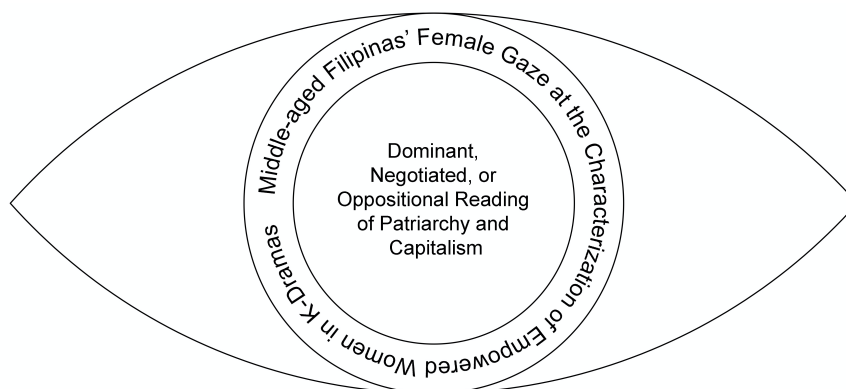 Middle-aged Filipinas’ Female Gaze at the Characterization of Empowered Women in K-Dramas
Dominant,
Negotiated, or
Oppositional Reading
of Patriarchy and
Capitalism